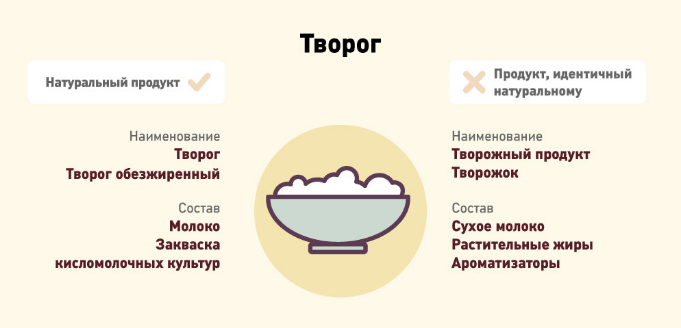 Творог
Натуральный продукт
Продукт, идентичный
натуральному
Наименование
Творог
Творог обезжиренный
Состав
Молоко
Закваска
кисломолочных культур
Наименование
Творожный продукт
Творожок
Состав
Сухое молоко
Растительные жиры
Ароматизаторы